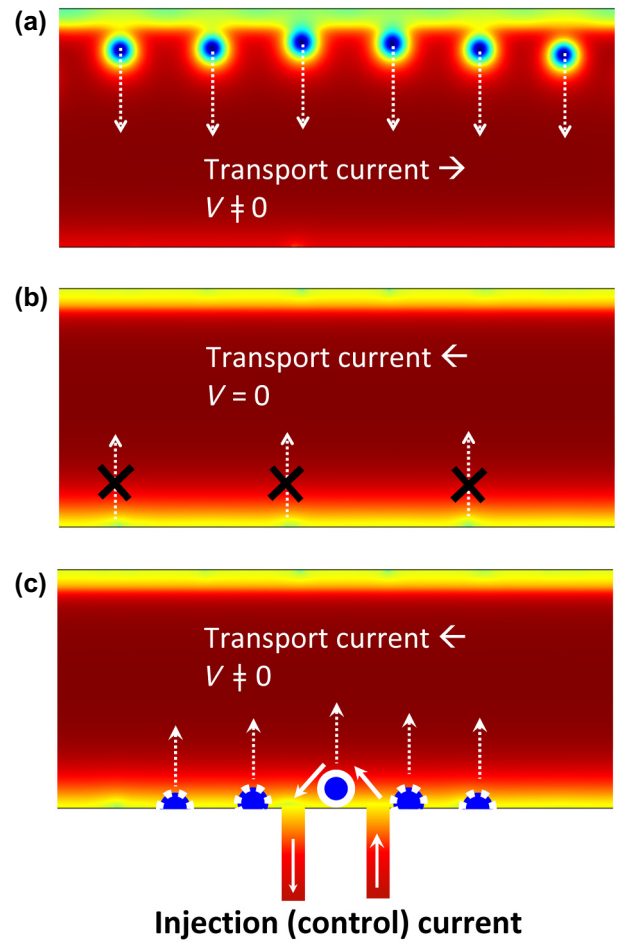 (a)
Transport current →
V ǂ 0
(b)
Transport current ←
V = 0
(c)
Transport current ←
V ǂ 0
Injection (control) current